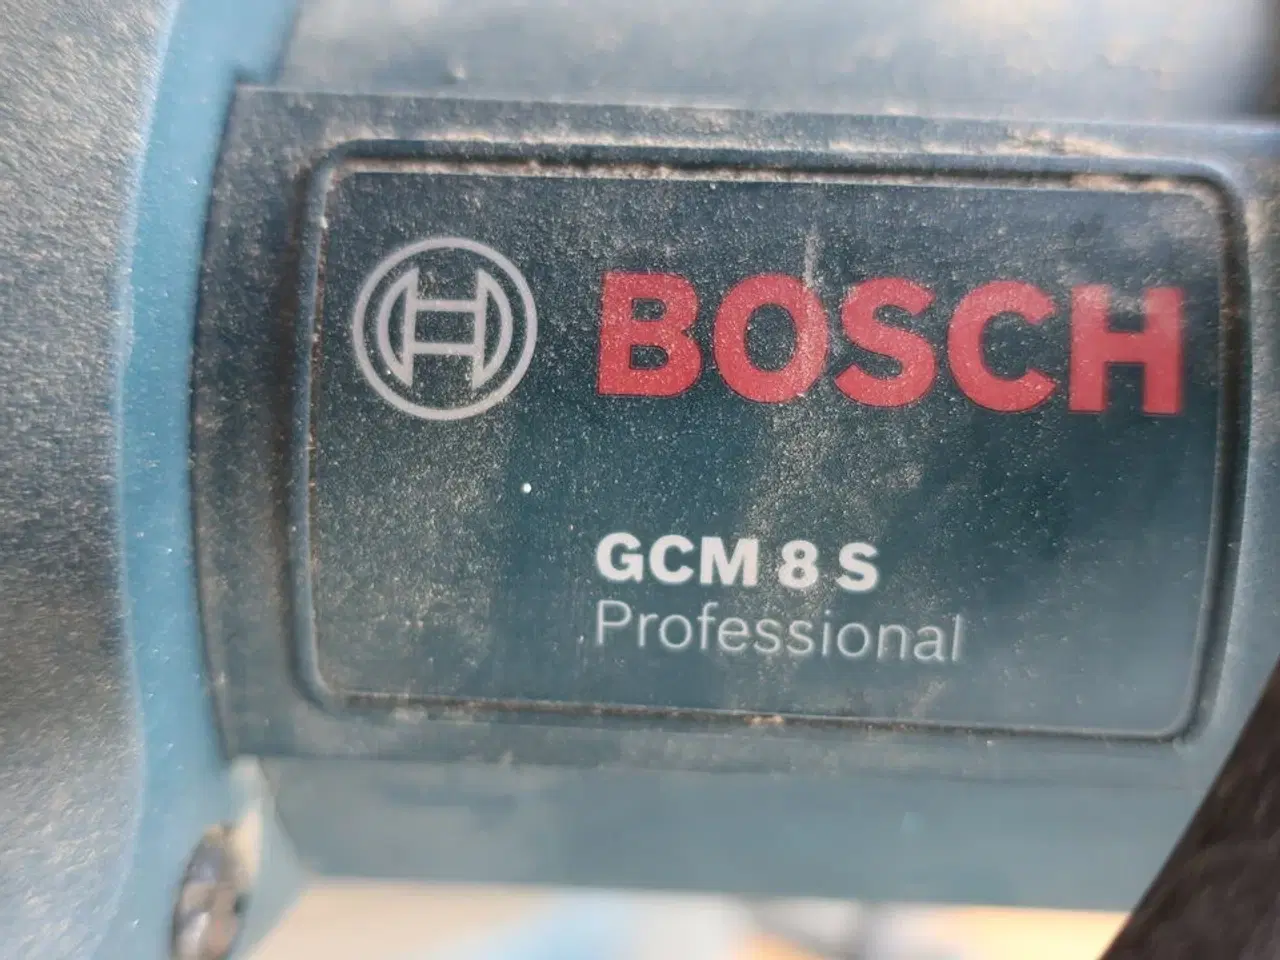 BOSCH
GCM 8 S
Professional